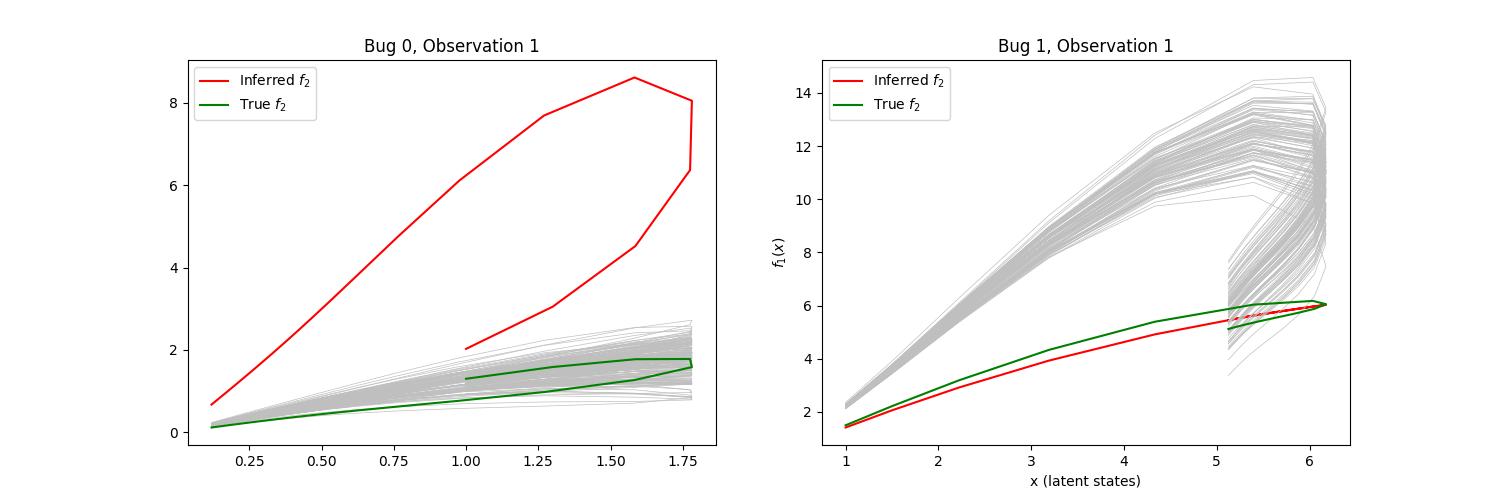 Bug 0, Observation 1
Inferred f₂
True f₂
8
6
4
2
0
0.25 0.50 0.75 1.00 1.25 1.50 1.75
Bug 1, Observation 1
Inferred f₂
True f₂
f₁(x)
14
12
10
8
6
4
2
1 2 3 4 5 6
x (latent states)